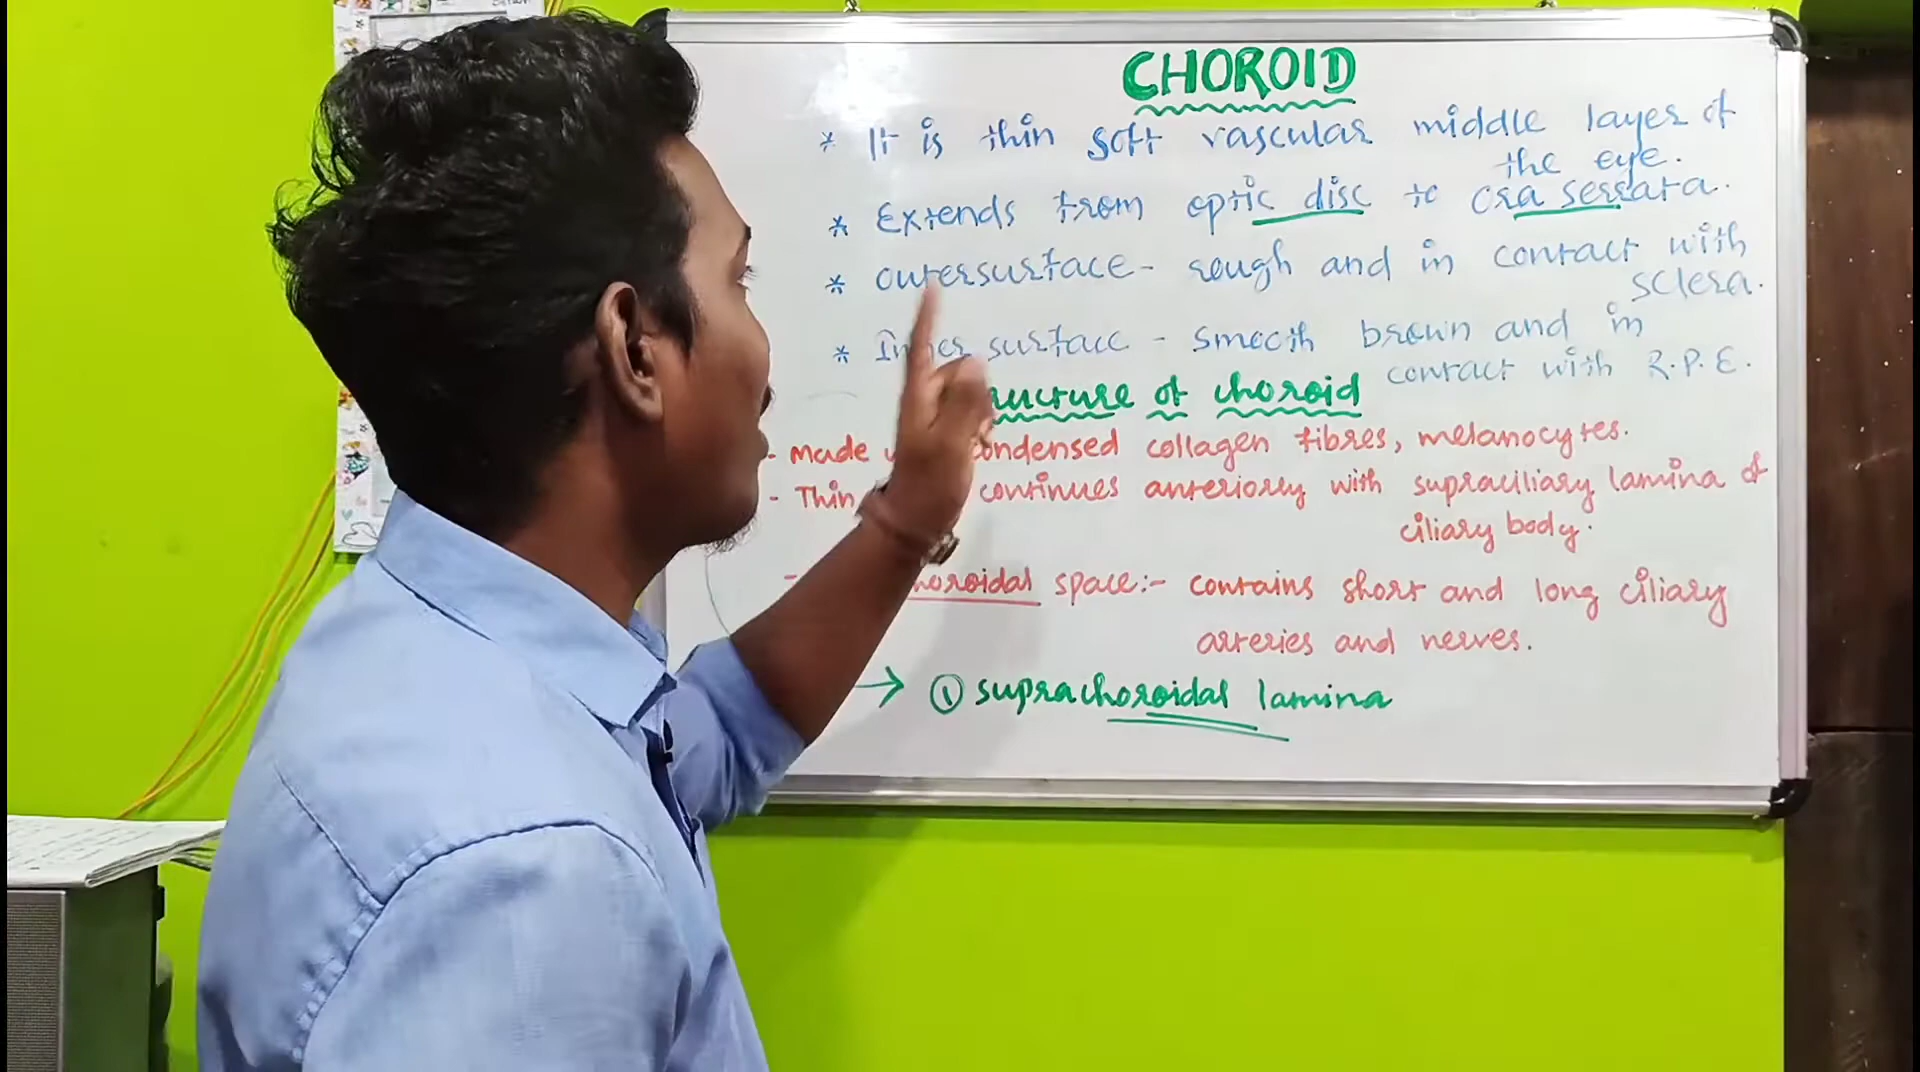 CHOROID
* It is thin soft vascular middle layer of
the eye.
* Extends from optic disc to ora serrata.
* Outersurface - rough and in contact with
sclera.
* Inner surface - smooth brown and in
contact with R.P.E.
of choroid
- made condensed collagen fibres, melanocytes.
- Thin continues anteriorly with supraciliary lamina of
ciliary body.
- space:- contains short and long ciliary
arteries and nerves.
→ ① suprachoroidal lamina